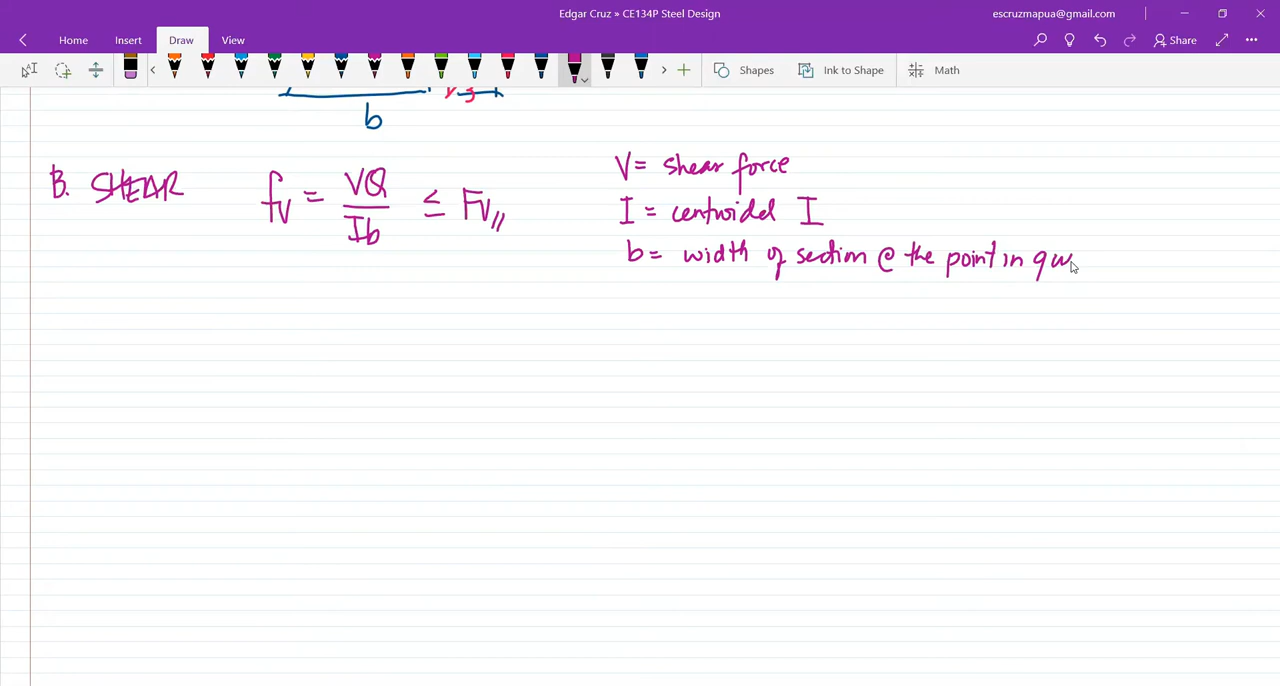 Edgar Cruz » CE134P Steel Design
escruzmapua@gmail.com
Home Insert Draw View
Share
Shapes Ink to Shape Math
b
B. SHEAR fv = VQ/Ib ≤ Fv//
V = shear force
I = centroidal I
b = width of section @ the point in qu